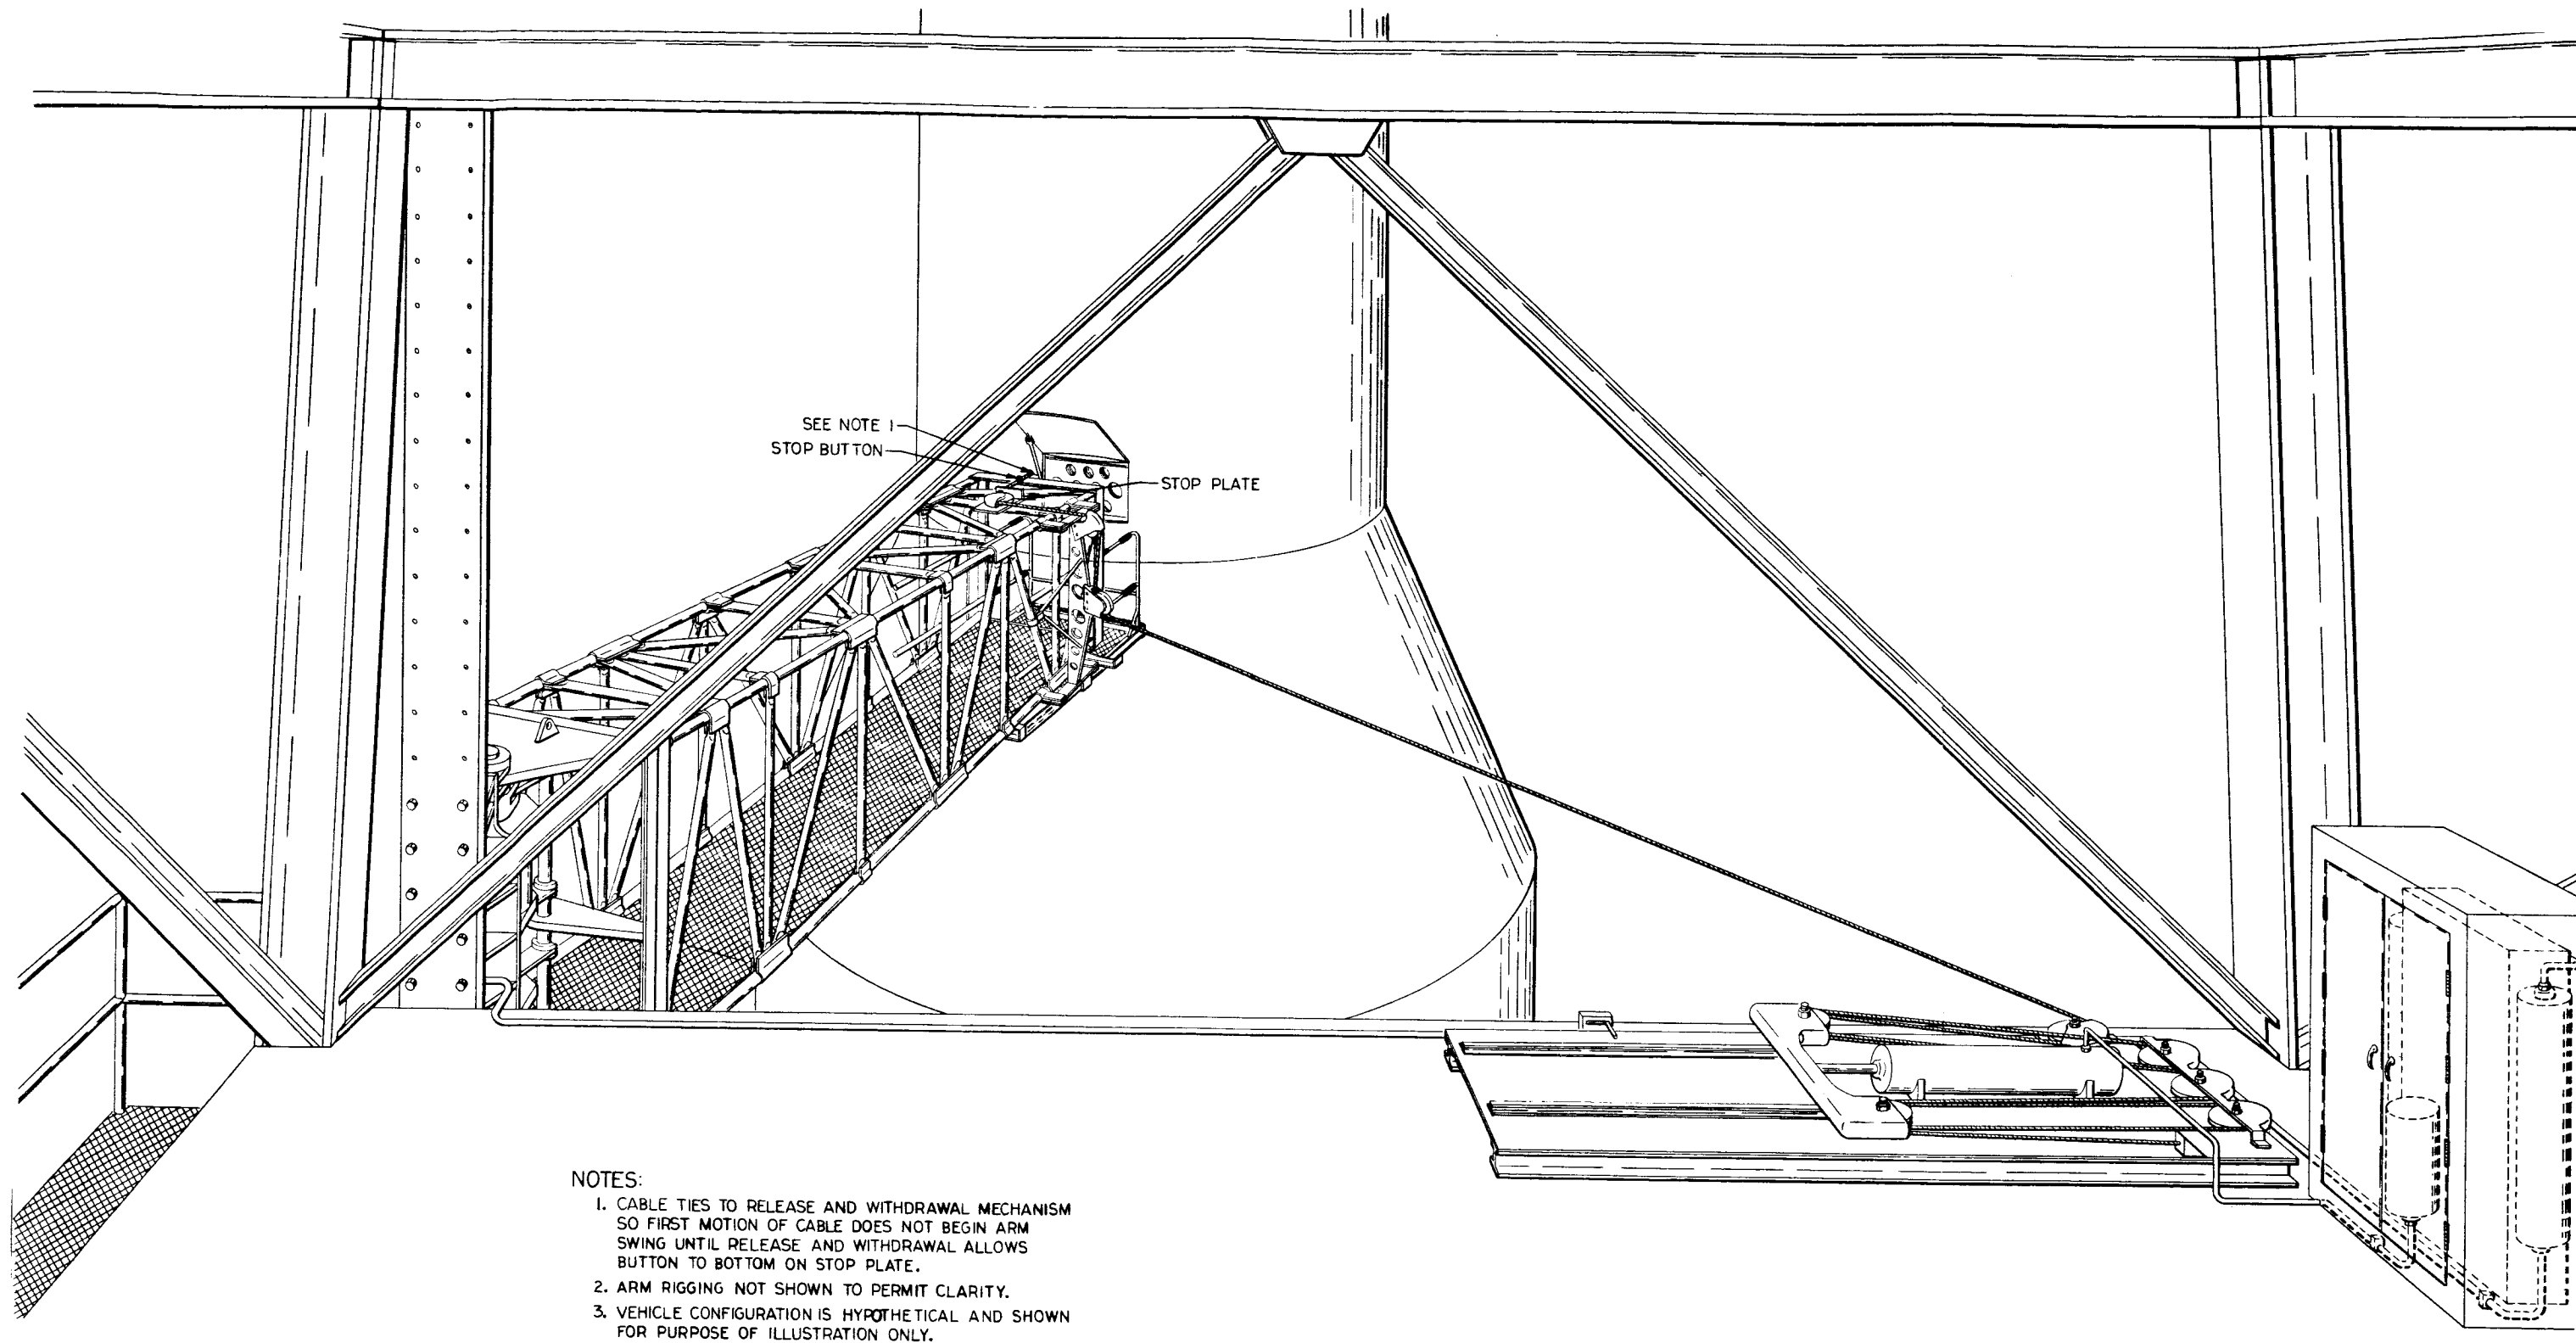 SEE NOTE 1
STOP BUTTON
STOP PLATE
NOTES:
1. CABLE TIES TO RELEASE AND WITHDRAWAL MECHANISM
SO FIRST MOTION OF CABLE DOES NOT BEGIN ARM
SWING UNTIL RELEASE AND WITHDRAWAL ALLOWS
BUTTON TO BOTTOM ON STOP PLATE.
2. ARM RIGGING NOT SHOWN TO PERMIT CLARITY.
3. VEHICLE CONFIGURATION IS HYPOTHETICAL AND SHOWN
FOR PURPOSE OF ILLUSTRATION ONLY.